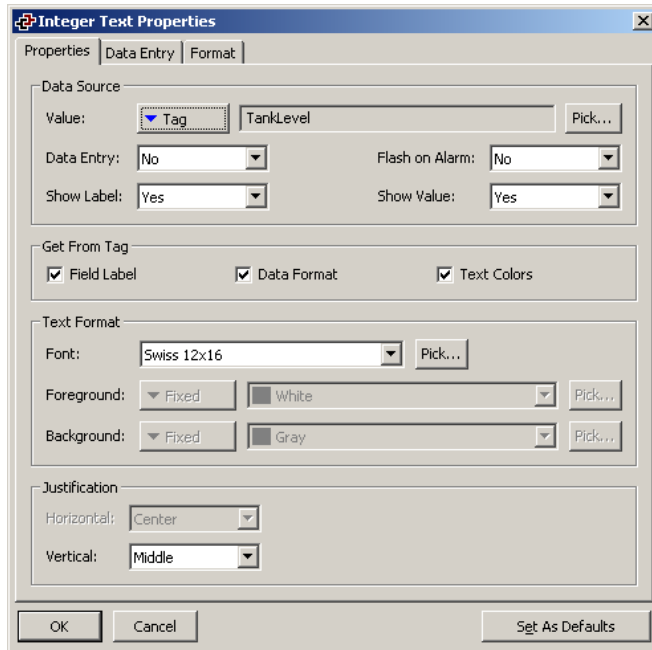 Integer Text Properties
Properties Data Entry Format
Data Source
Value: Tag TankLevel Pick...
Data Entry: No Flash on Alarm: No
Show Label: Yes Show Value: Yes
Get From Tag
Field Label Data Format Text Colors
Text Format
Font: Swiss 12x16 Pick...
Foreground: Fixed White Pick...
Background: Fixed Gray Pick...
Justification
Horizontal: Center
Vertical: Middle
OK Cancel Set As Defaults